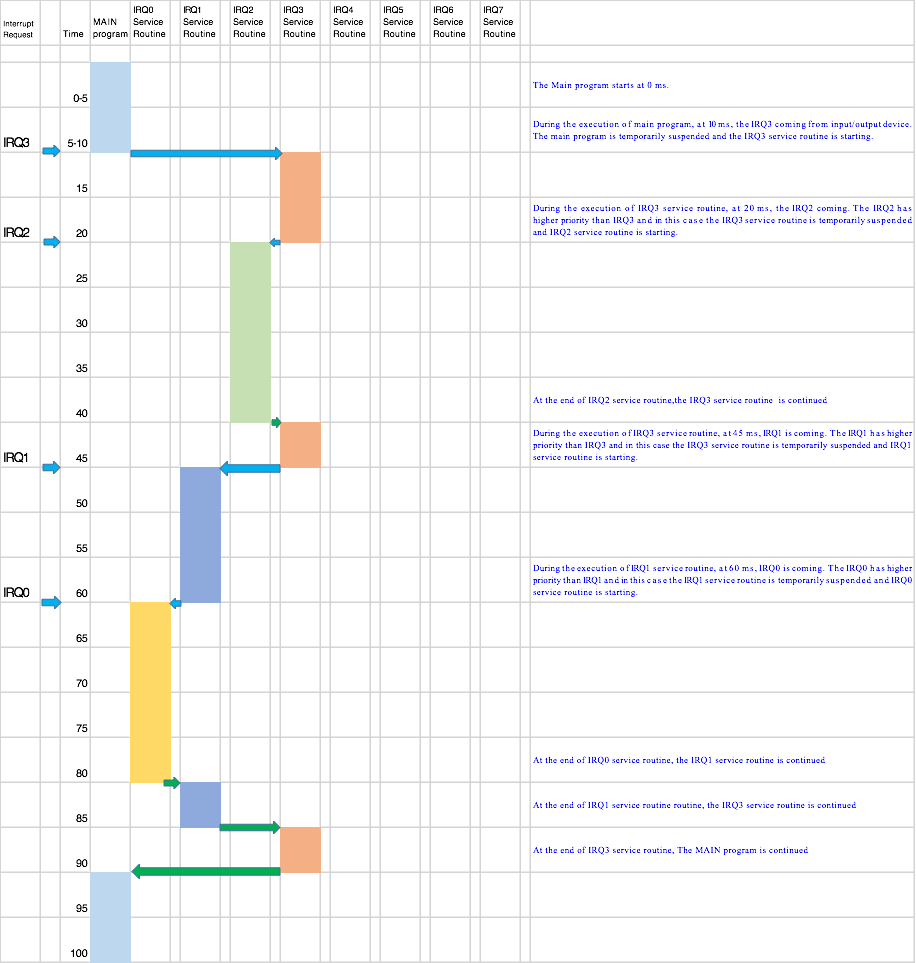 Interrupt
Request
Time
MAIN
program
IRQ0
Service
Routine
IRQ1
Service
Routine
IRQ2
Service
Routine
IRQ3
Service
Routine
IRQ4
Service
Routine
IRQ5
Service
Routine
IRQ6
Service
Routine
IRQ7
Service
Routine
0-5
The Main program starts at 0 ms.
IRQ3
5-10
During the execution of main program, at 10 ms, the IRQ3 coming from input/output device.
The main program is temporarily suspended and the IRQ3 service routine is starting.
15
IRQ2
20
During the execution of IRQ3 service routine, at 20 ms, the IRQ2 coming. The IRQ2 has
higher priority than IRQ3 and in this case the IRQ3 service routine is temporarily suspended
and IRQ2 service routine is starting.
25
30
35
40
At the end of IRQ2 service routine,the IRQ3 service routine is continued
IRQ1
45
During the execution of IRQ3 service routine, at 45 ms, IRQ1 is coming. The IRQ1 has higher
priority than IRQ3 and in this case the IRQ3 service routine is temporarily suspended and IRQ1
service routine is starting.
50
55
IRQ0
60
During the execution of IRQ1 service routine, at 60 ms, IRQ0 is coming. The IRQ0 has higher
priority than IRQ1 and in this case the IRQ1 service routine is temporarily suspended and IRQ0
service routine is starting.
65
70
75
80
At the end of IRQ0 service routine, the IRQ1 service routine is continued
85
At the end of IRQ1 service routine routine, the IRQ3 service routine is continued
90
At the end of IRQ3 service routine, The MAIN program is continued
95
100